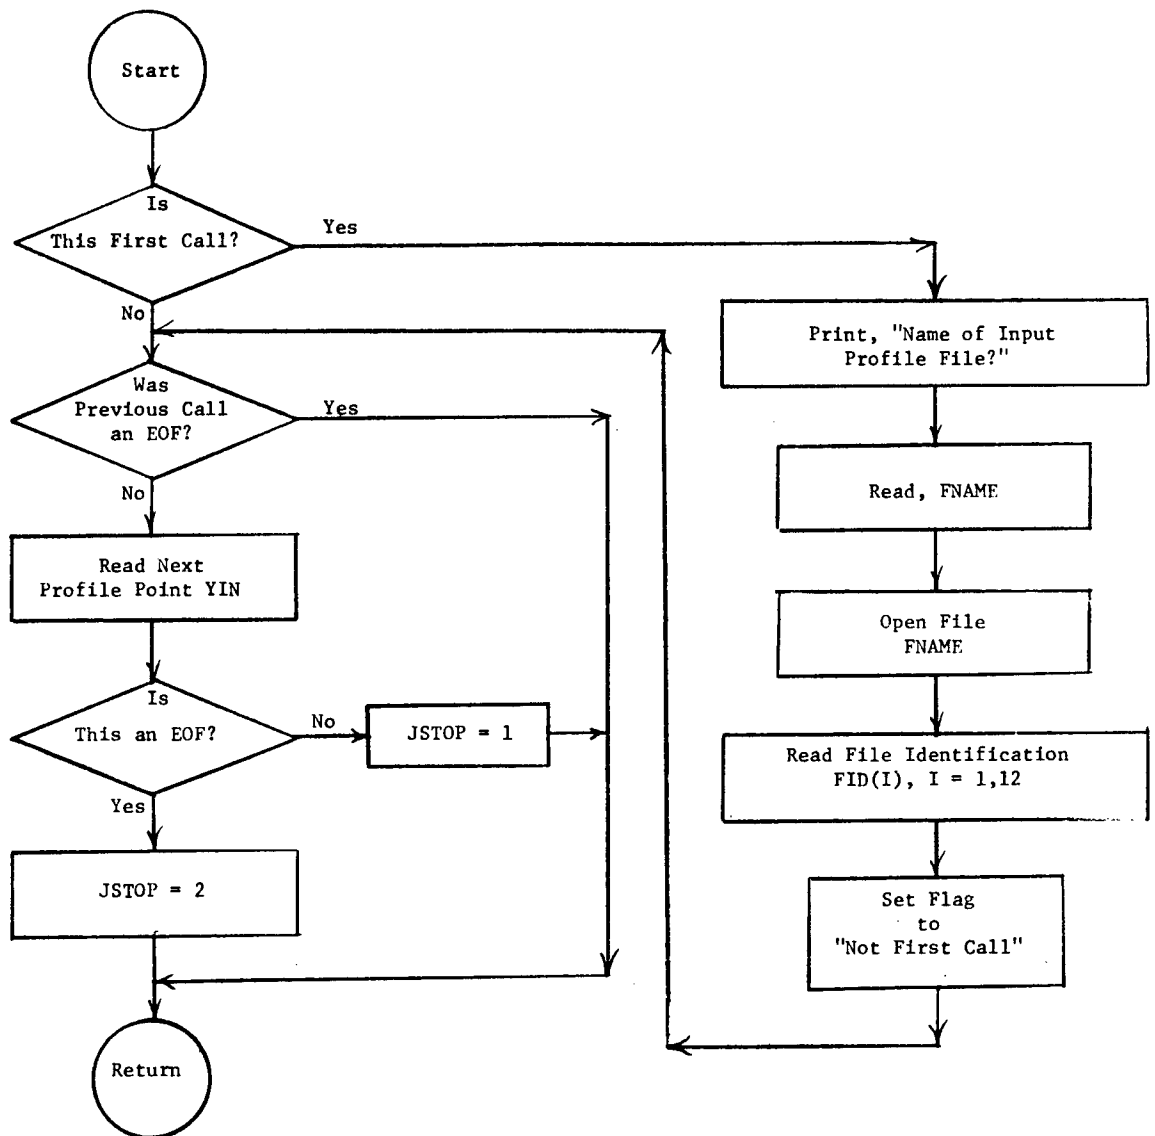 Start
Is
This First Call?
Yes
No
Was
Previous Call
an EOF?
Yes
No
Read Next
Profile Point YIN
Is
This an EOF?
No
JSTOP = 1
Yes
JSTOP = 2
Return
Print, "Name of Input
Profile File?"
Read, FNAME
Open File
FNAME
Read File Identification
FID(I), I = 1,12
Set Flag
to
"Not First Call"